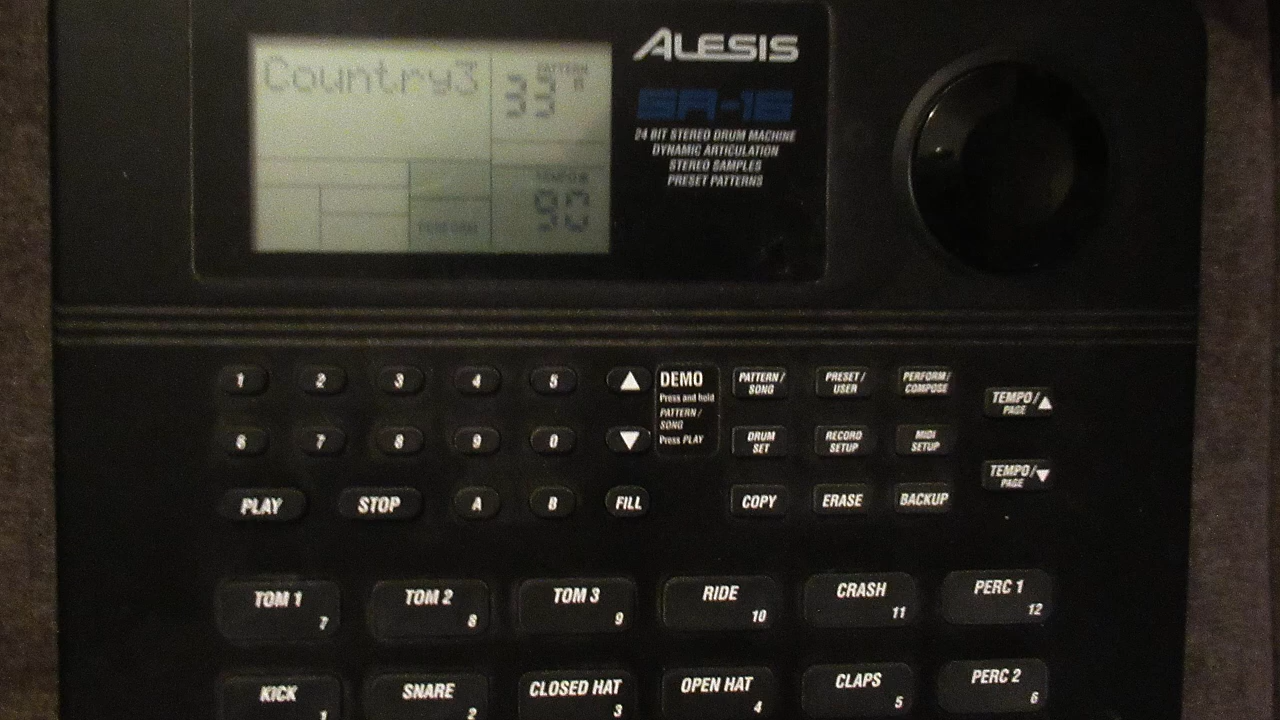 Country3
PATTERN
33
TEMPO
90
PERFORM
ALESIS
SR-16
24 BIT STEREO DRUM MACHINE
DYNAMIC ARTICULATION
STEREO SAMPLES
PRESET PATTERNS
1 2 3 4 5 ▲
DEMO
Press and hold
PATTERN /
SONG
Press PLAY
PATTERN/
SONG
PRESET/
USER
PERFORM/
COMPOSE
TEMPO/▲
PAGE
6 7 8 9 0 ▼
DRUM
SET
RECORD
SETUP
MIDI
SETUP
TEMPO/▼
PAGE
PLAY STOP A B FILL COPY ERASE BACKUP
TOM 1
7
TOM 2
8
TOM 3
9
RIDE
10
CRASH
11
PERC 1
12
KICK
1
SNARE
2
CLOSED HAT
3
OPEN HAT
4
CLAPS
5
PERC 2
6